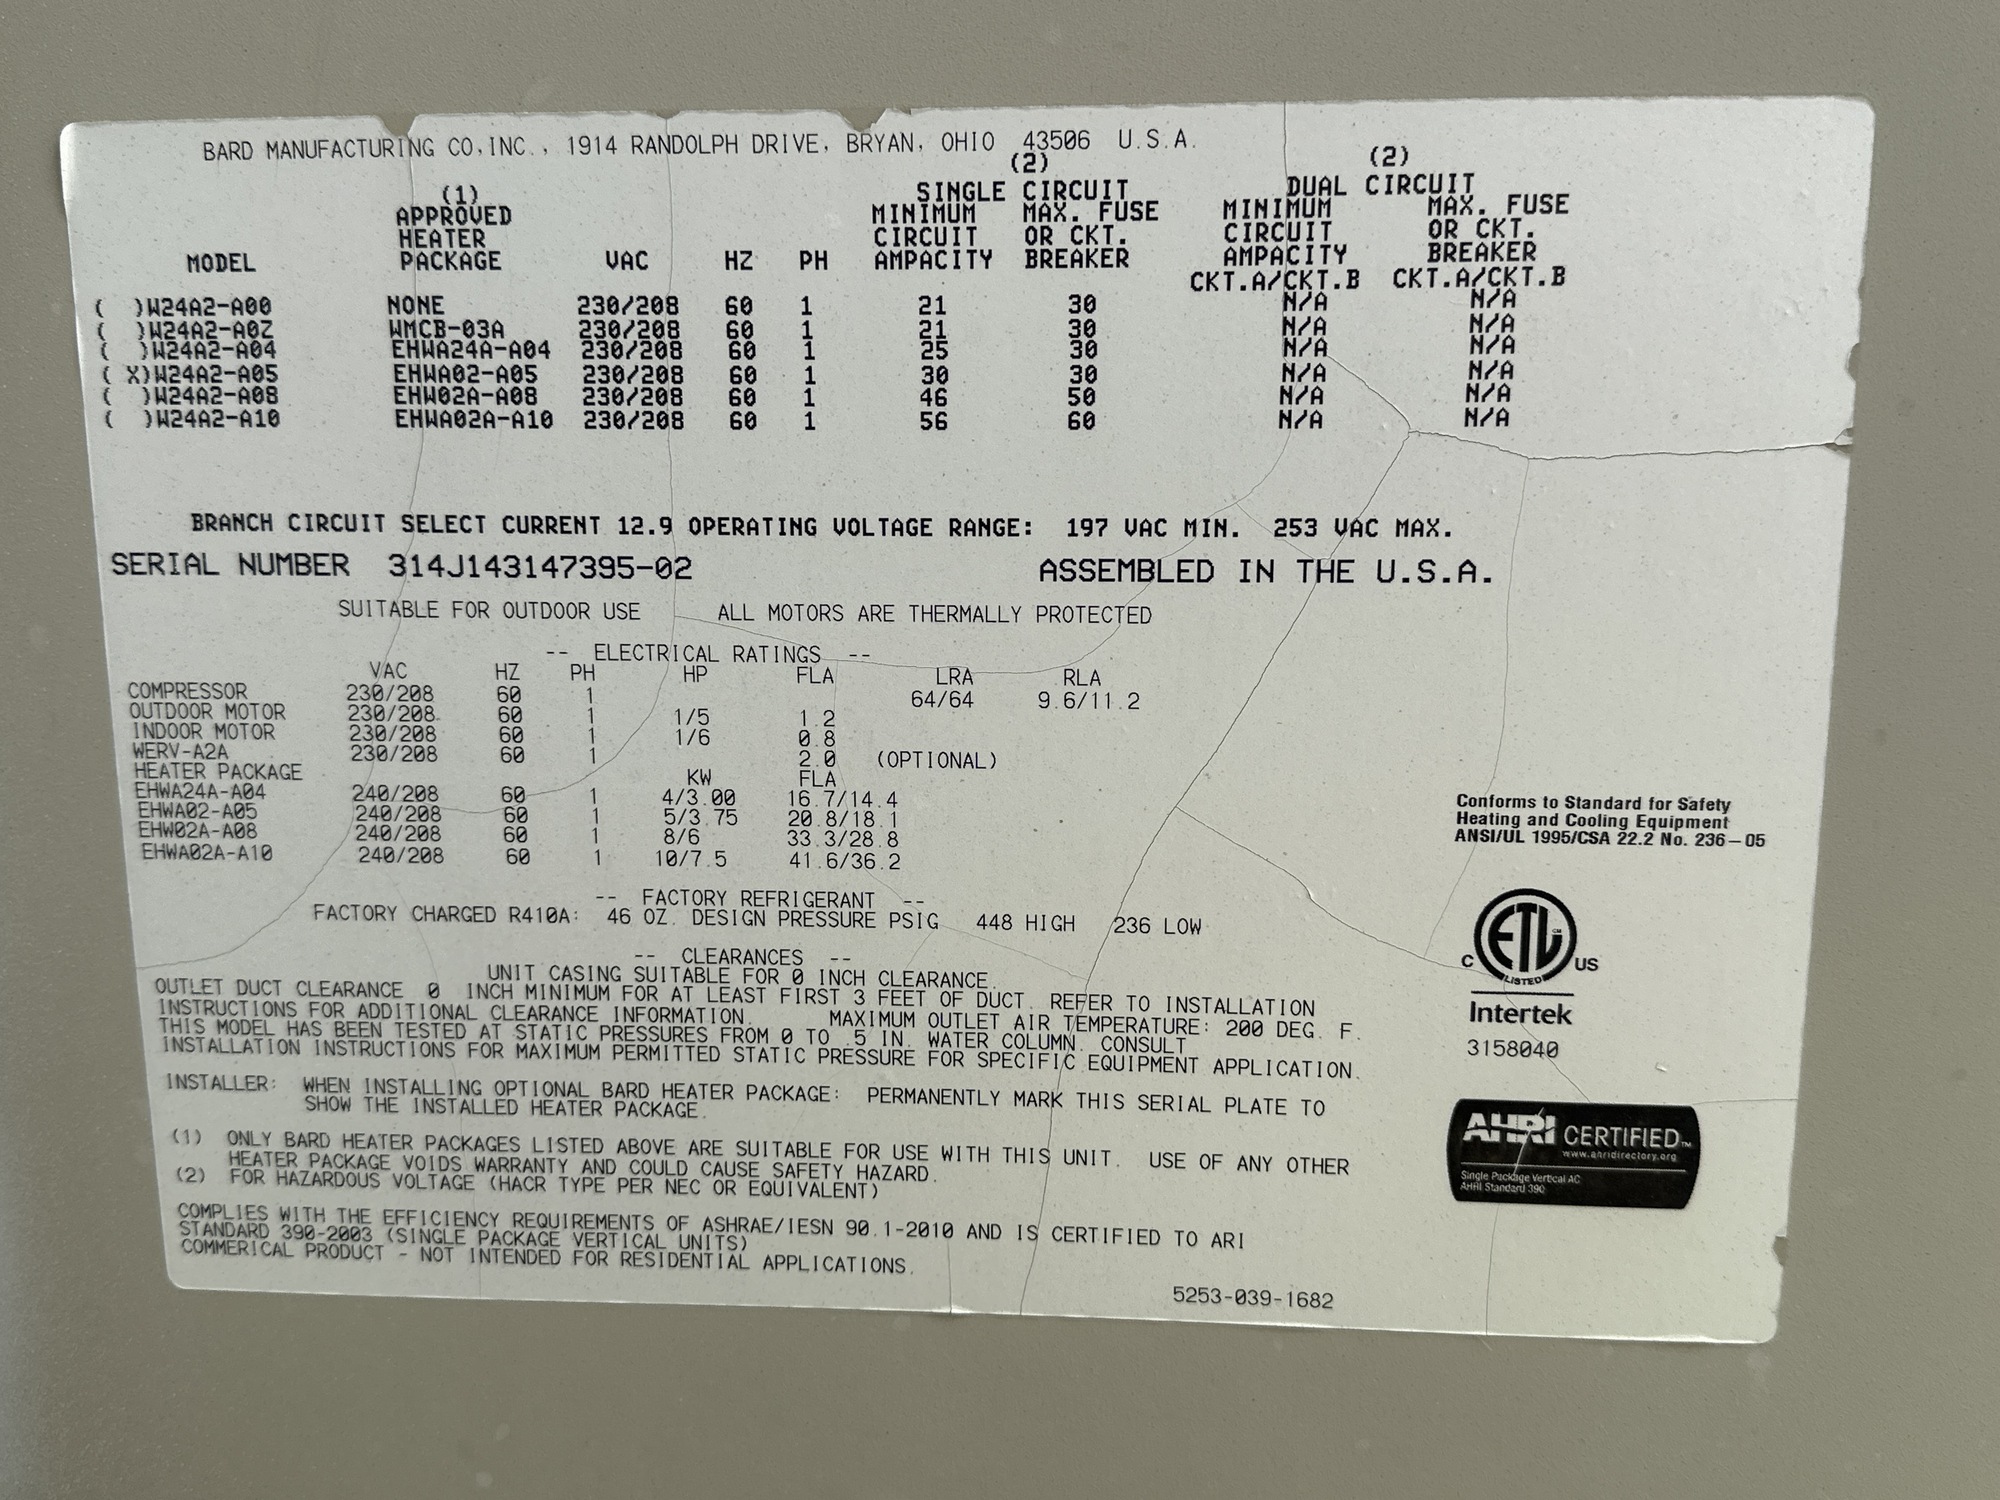 BARD MANUFACTURING CO,INC., 1914 RANDOLPH DRIVE, BRYAN, OHIO 43506 U.S.A.
(1) (2) (2)
APPROVED SINGLE CIRCUIT DUAL CIRCUIT
HEATER MINIMUM MAX. FUSE MINIMUM MAX. FUSE
CIRCUIT OR CKT. CIRCUIT OR CKT.
MODEL PACKAGE VAC HZ PH AMPACITY BREAKER AMPACITY BREAKER
CKT.A/CKT.B CKT.A/CKT.B
( )W24A2-A00 NONE 230/208 60 1 21 30 N/A N/A
( )W24A2-A0Z WMCB-03A 230/208 60 1 21 30 N/A N/A
( )W24A2-A04 EHWA24A-A04 230/208 60 1 25 30 N/A N/A
( X)W24A2-A05 EHWA02-A05 230/208 60 1 30 30 N/A N/A
( )W24A2-A08 EHW02A-A08 230/208 60 1 46 50 N/A N/A
( )W24A2-A10 EHWA02A-A10 230/208 60 1 56 60 N/A N/A
BRANCH CIRCUIT SELECT CURRENT 12.9 OPERATING VOLTAGE RANGE: 197 VAC MIN. 253 VAC MAX.
SERIAL NUMBER 314J143147395-02 ASSEMBLED IN THE U.S.A.
SUITABLE FOR OUTDOOR USE ALL MOTORS ARE THERMALLY PROTECTED
-- ELECTRICAL RATINGS --
VAC HZ PH HP FLA LRA RLA
COMPRESSOR 230/208 60 1 64/64 9.6/11.2
OUTDOOR MOTOR 230/208 60 1 1/5 1.2
INDOOR MOTOR 230/208 60 1 1/6 0.8
WERV-A2A 230/208 60 1 2.0 (OPTIONAL)
HEATER PACKAGE KW FLA
EHWA24A-A04 240/208 60 1 4/3.00 16.7/14.4
EHWA02-A05 240/208 60 1 5/3.75 20.8/18.1
EHW02A-A08 240/208 60 1 8/6 33.3/28.8
EHWA02A-A10 240/208 60 1 10/7.5 41.6/36.2
-- FACTORY REFRIGERANT --
FACTORY CHARGED R410A: 46 OZ. DESIGN PRESSURE PSIG 448 HIGH 236 LOW
-- CLEARANCES --
UNIT CASING SUITABLE FOR 0 INCH CLEARANCE.
OUTLET DUCT CLEARANCE 0 INCH MINIMUM FOR AT LEAST FIRST 3 FEET OF DUCT. REFER TO INSTALLATION
INSTRUCTIONS FOR ADDITIONAL CLEARANCE INFORMATION. MAXIMUM OUTLET AIR TEMPERATURE: 200 DEG. F.
THIS MODEL HAS BEEN TESTED AT STATIC PRESSURES FROM 0 TO .5 IN. WATER COLUMN. CONSULT
INSTALLATION INSTRUCTIONS FOR MAXIMUM PERMITTED STATIC PRESSURE FOR SPECIFIC EQUIPMENT APPLICATION.
INSTALLER: WHEN INSTALLING OPTIONAL BARD HEATER PACKAGE: PERMANENTLY MARK THIS SERIAL PLATE TO
SHOW THE INSTALLED HEATER PACKAGE.
(1) ONLY BARD HEATER PACKAGES LISTED ABOVE ARE SUITABLE FOR USE WITH THIS UNIT. USE OF ANY OTHER
HEATER PACKAGE VOIDS WARRANTY AND COULD CAUSE SAFETY HAZARD.
(2) FOR HAZARDOUS VOLTAGE (HACR TYPE PER NEC OR EQUIVALENT)
COMPLIES WITH THE EFFICIENCY REQUIREMENTS OF ASHRAE/IESN 90.1-2010 AND IS CERTIFIED TO ARI
STANDARD 390-2003 (SINGLE PACKAGE VERTICAL UNITS)
COMMERICAL PRODUCT - NOT INTENDED FOR RESIDENTIAL APPLICATIONS.
5253-039-1682
Conforms to Standard for Safety
Heating and Cooling Equipment
ANSI/UL 1995/CSA 22.2 No. 236-05
C ETL US
LISTED
Intertek
3158040
AHRI CERTIFIED™
www.ahridirectory.org
Single Package Vertical AC
AHRI Standard 390